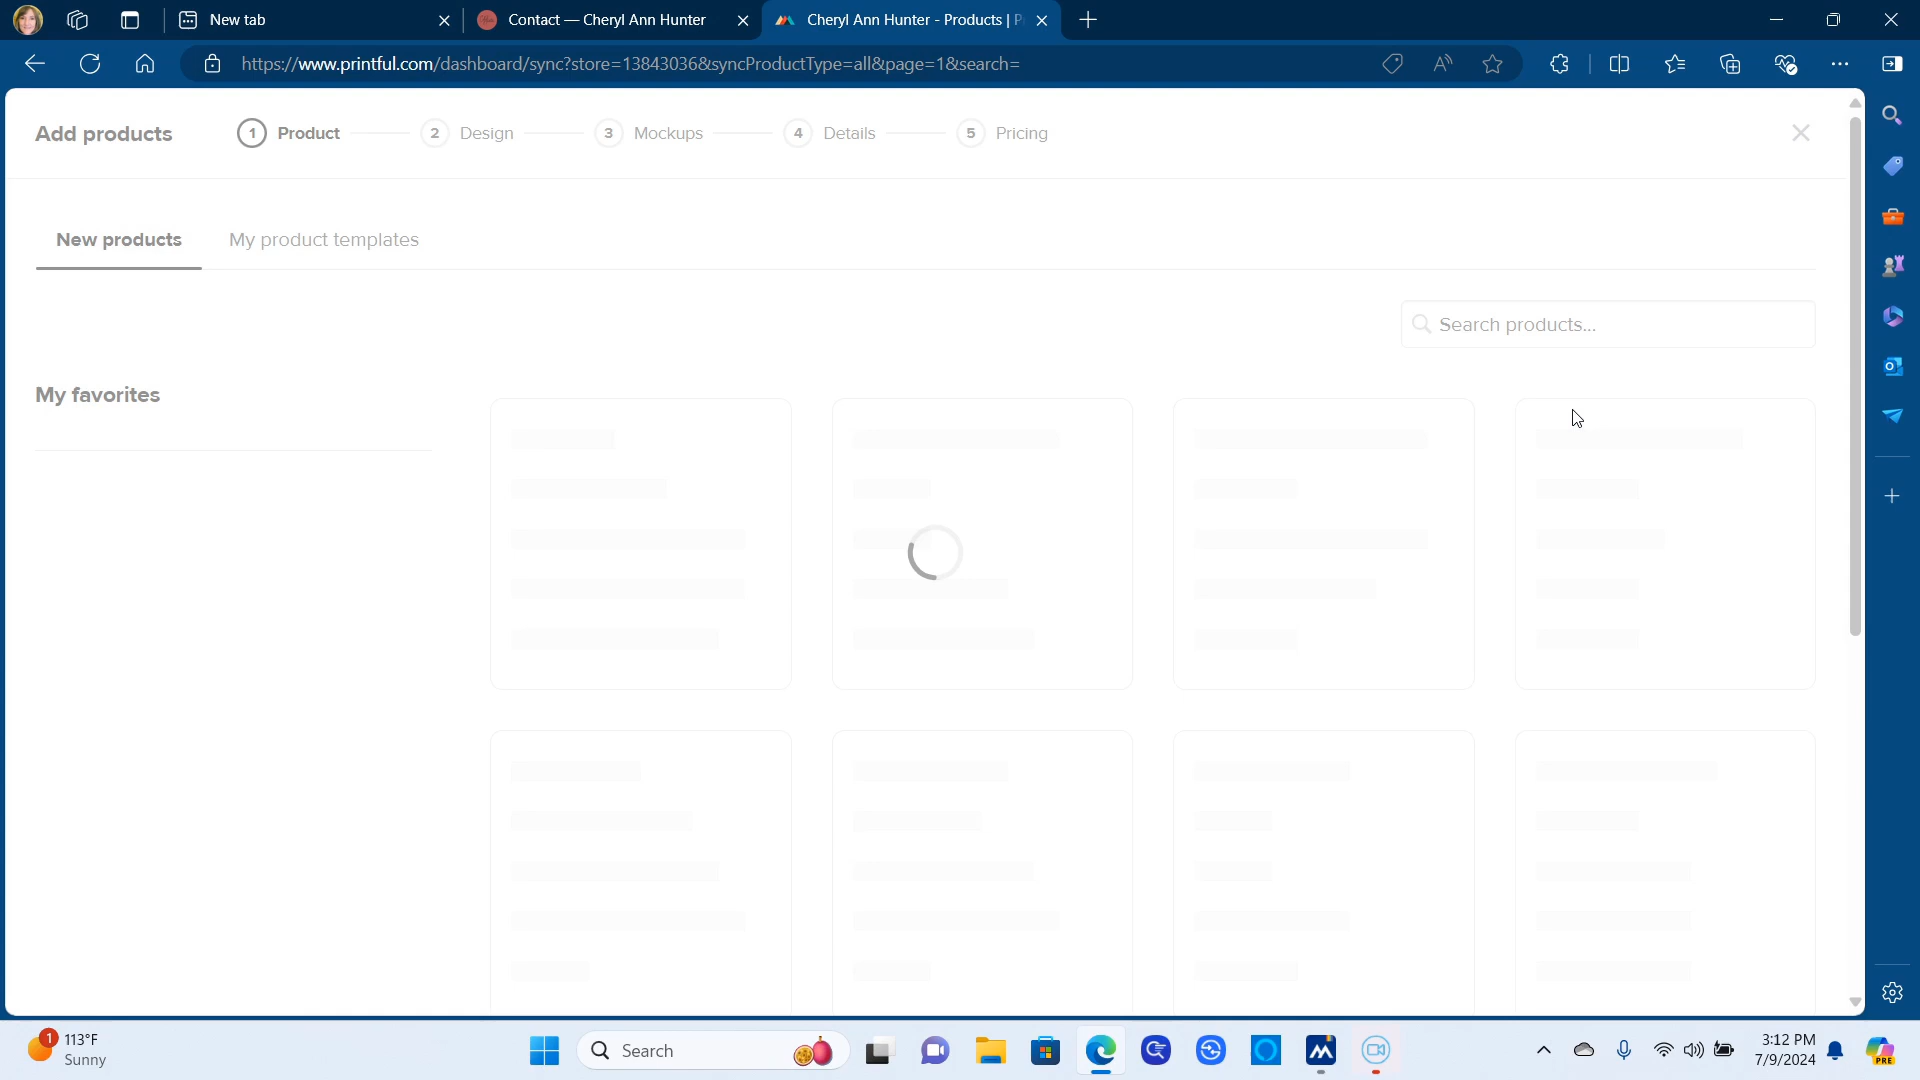 New tab
Contact — Cheryl Ann Hunter
Cheryl Ann Hunter - Products | P
https://www.printful.com/dashboard/sync?store=13843036&syncProductType=all&page=1&search=
Add products
1 Product
2 Design
3 Mockups
4 Details
5 Pricing
New products
My product templates
Search products...
My favorites
1
113°F
Sunny
Search
3:12 PM
7/9/2024
PRE